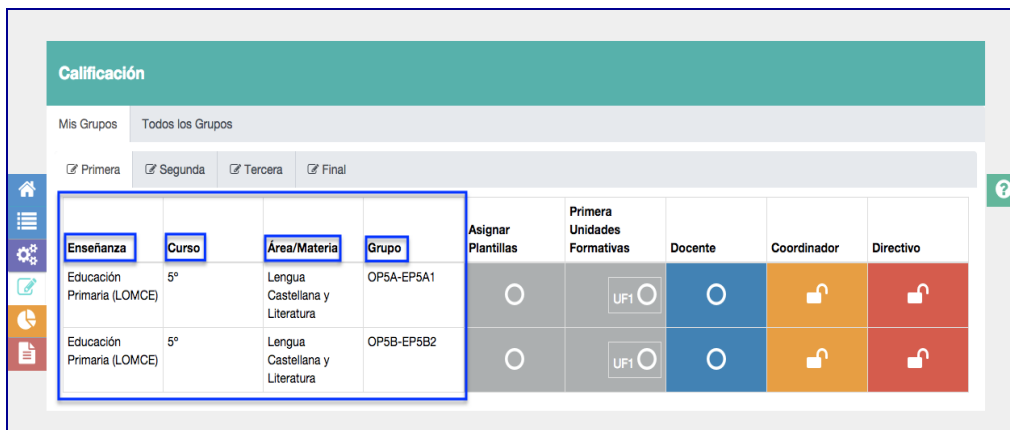 Calificación
Mis Grupos Todos los Grupos
Primera Segunda Tercera Final
Enseñanza Curso Área/Materia Grupo Asignar Plantillas Primera Unidades Formativas Docente Coordinador Directivo
Educación 5º Lengua OP5A-EP5A1
Primaria (LOMCE) Castellana y
Literatura
UF1
Educación 5º Lengua OP5B-EP5B2
Primaria (LOMCE) Castellana y
Literatura
UF1
?